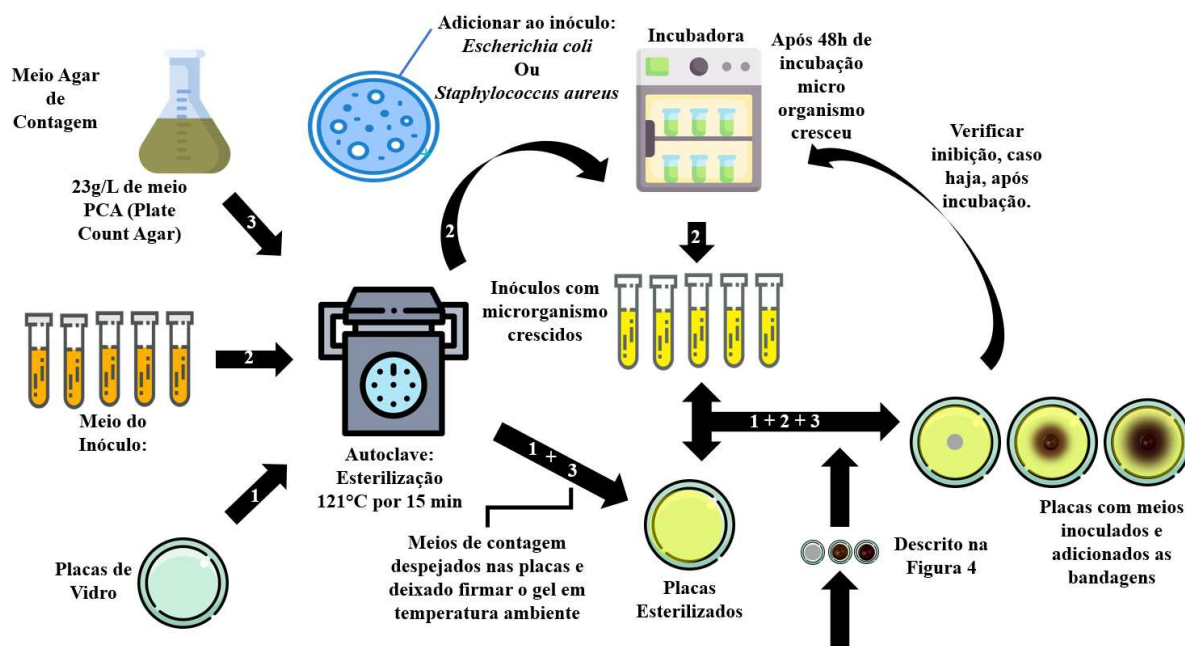 Meio Agar
de
Contagem
23g/L de meio
PCA (Plate
Count Agar)
3
Adicionar ao inóculo:
Escherichia coli
Ou
Staphylococcus aureus
Incubadora
Após 48h de
incubação
micro
organismo
cresceu
Verificar
inibição, caso
haja, após
incubação.
2
2
Inóculos com
microrganismo
crescidos
2
Meio do
Inóculo:
Autoclave:
Esterilização
121°C por 15 min
1
Placas de
Vidro
1 + 3
Meios de contagem
despejados nas placas e
deixado firmar o gel em
temperatura ambiente
Placas
Esterilizados
1 + 2 + 3
Descrito na
Figura 4
Placas com meios
inoculados e
adicionados as
bandagens